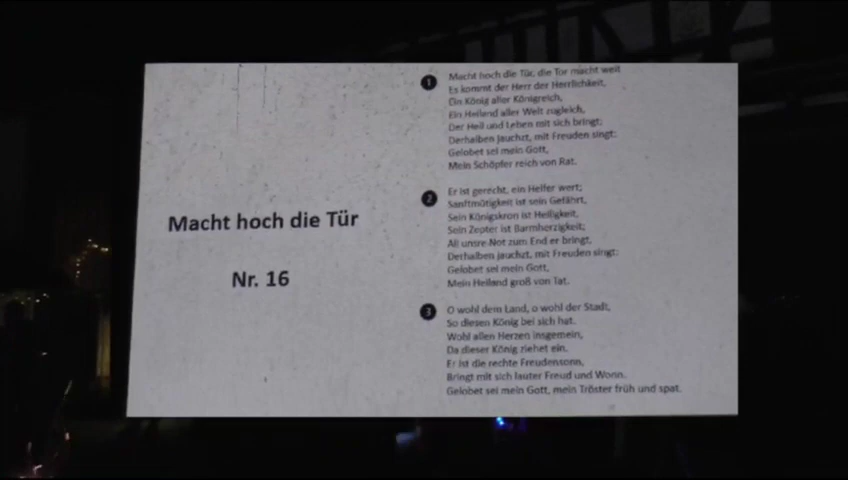 Macht hoch die Tür
Nr. 16
1
Macht hoch die Tür, die Tor macht weit
Es kommt der Herr der Herrlichkeit,
Ein König aller Königreich,
Ein Heiland aller Welt zugleich,
Der Heil und Leben mit sich bringt;
Derhalben jauchzt, mit Freuden singt:
Gelobet sei mein Gott,
Mein Schöpfer reich von Rat.
2
Er ist gerecht, ein Helfer wert;
Sanftmütigkeit ist sein Gefährt,
Sein Königskron ist Heiligkeit,
Sein Zepter ist Barmherzigkeit;
All unsre Not zum End er bringt,
Derhalben jauchzt, mit Freuden singt:
Gelobet sei mein Gott,
Mein Heiland groß von Tat.
3
O wohl dem Land, o wohl der Stadt,
So diesen König bei sich hat.
Wohl allen Herzen insgemein,
Da dieser König ziehet ein.
Er ist die rechte Freudensonn,
Bringt mit sich lauter Freud und Wonn.
Gelobet sei mein Gott, mein Tröster früh und spat.